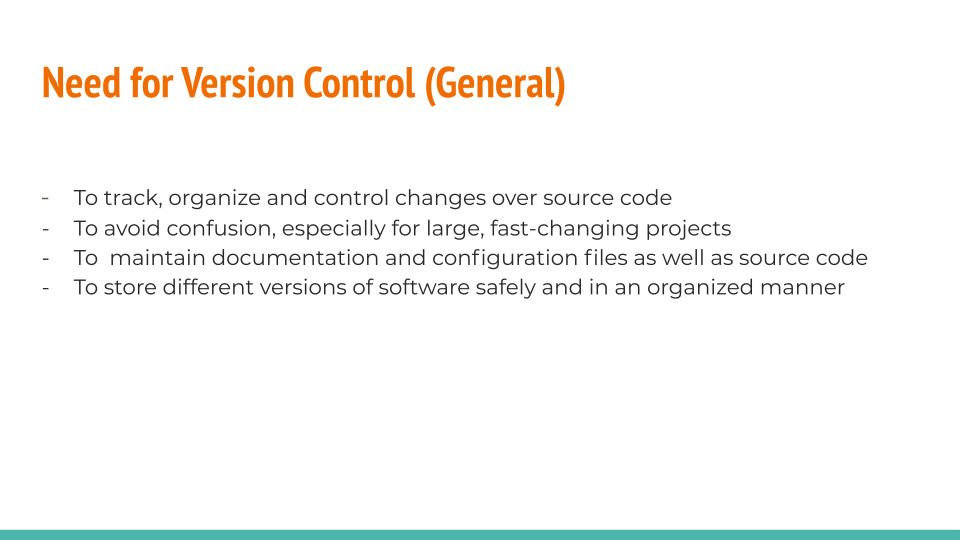 Need for Version Control (General)
- To track, organize and control changes over source code
- To avoid confusion, especially for large, fast-changing projects
- To  maintain documentation and configuration files as well as source code
- To store different versions of software safely and in an organized manner